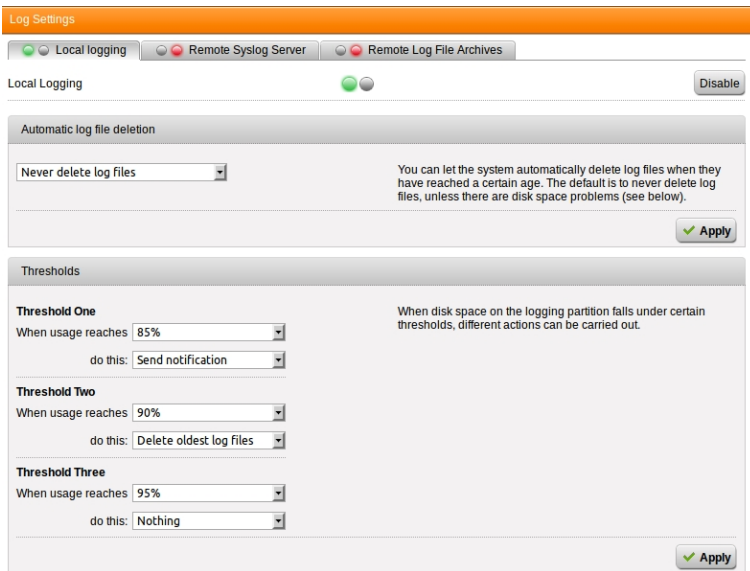 Log Settings
Local logging
Remote Syslog Server
Remote Log File Archives
Local Logging
Disable
Automatic log file deletion
Never delete log files
You can let the system automatically delete log files when they
have reached a certain age. The default is to never delete log
files, unless there are disk space problems (see below).
Apply
Thresholds
Threshold One
When usage reaches 85%
do this: Send notification
When disk space on the logging partition falls under certain
thresholds, different actions can be carried out.
Threshold Two
When usage reaches 90%
do this: Delete oldest log files
Threshold Three
When usage reaches 95%
do this: Nothing
Apply